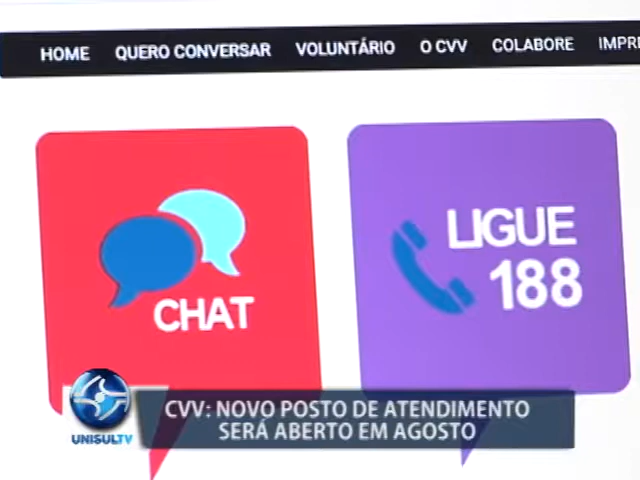 HOME QUERO CONVERSAR VOLUNTÁRIO O CVV COLABORE
CHAT
LIGUE
188
CVV: NOVO POSTO DE ATENDIMENTO
SERÁ ABERTO EM AGOSTO
UNISULTV